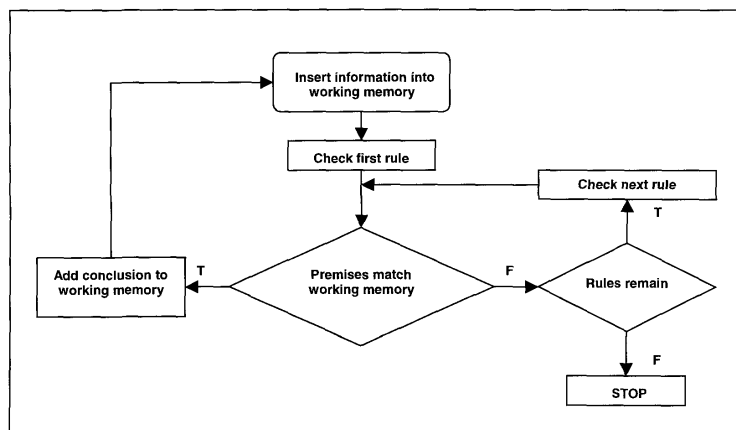 Insert information into
working memory
Check first rule
Check next rule
T
Add conclusion to
working memory
T
Premises match
working memory
F
Rules remain
F
STOP